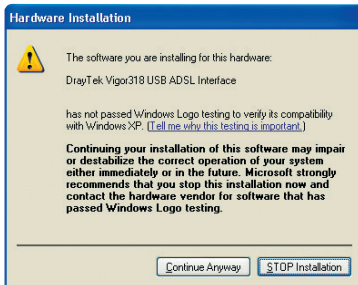 Hardware Installation
The software you are installing for this hardware:
DrayTek Vigor318 USB ADSL Interface
has not passed Windows Logo testing to verify its compatibility
with Windows XP. (Tell me why this testing is important.)
Continuing your installation of this software may impair
or destabilize the correct operation of your system
either immediately or in the future. Microsoft strongly
recommends that you stop this installation now and
contact the hardware vendor for software that has
passed Windows Logo testing.
Continue Anyway STOP Installation